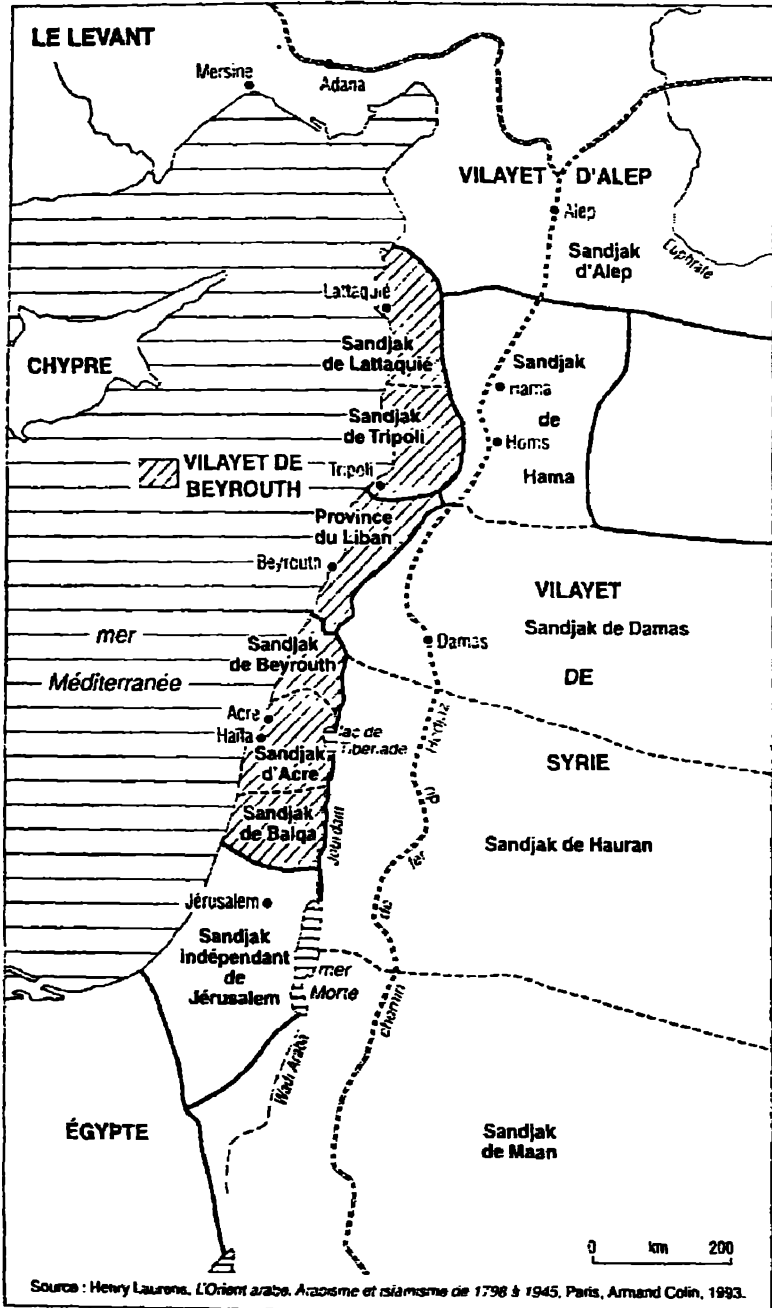 LE LEVANT
Mersine
Adana
VILAYET D'ALEP
Alep
Sandjak
d'Alep
Euphrate
Lattaquié
Sandjak
de Lattaquié
CHYPRE
Sandjak
de
Hama
Hama
Homs
Sandjak
de Tripoli
Tripoli
VILAYET DE
BEYROUTH
Province
du Liban
Beyrouth
VILAYET
DE
SYRIE
Sandjak de Damas
Damas
mer
Méditerranée
Sandjak
de Beyrouth
Acre
Haïfa
lac de
Tibériade
Sandjak
d'Acre
Sandjak
de Balqa
Jourdain
chemin de fer du Hedjaz
Sandjak de Hauran
Jérusalem
Sandjak
indépendant
de
Jérusalem
mer
Morte
Wadi Araba
ÉGYPTE
Sandjak
de Maan
0 km 200
Source : Henry Laurens, L'Orient arabe. Arabisme et islamisme de 1798 à 1945, Paris, Armand Colin, 1993.